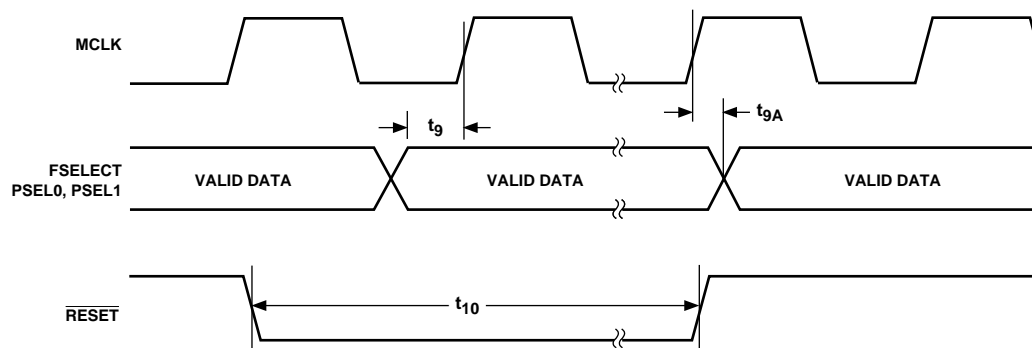 MCLK
t9
t9A
FSELECT
PSEL0, PSEL1
VALID DATA
VALID DATA
VALID DATA
RESET
t10